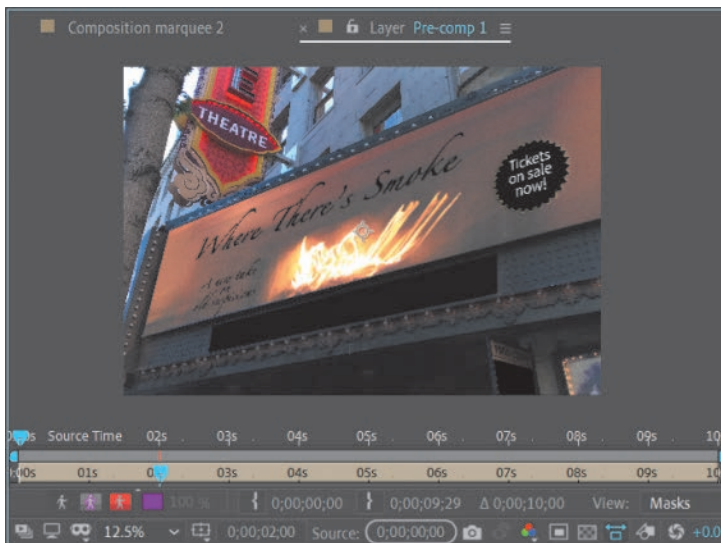 Composition marquee 2
× Layer Pre-comp 1
THEATRE
Where There's Smoke
Tickets
on sale
now!
Source Time 02s 03s 04s 05s 06s 07s 08s 09s 10
01s 03s 04s 05s 06s 07s 08s 09s 10
100 % { 0;00;00;00 } 0;00;09;29 Δ 0;00;10;00 View: Masks
12.5% 0;00;02;00 Source: 0;00;00;00 +0.0